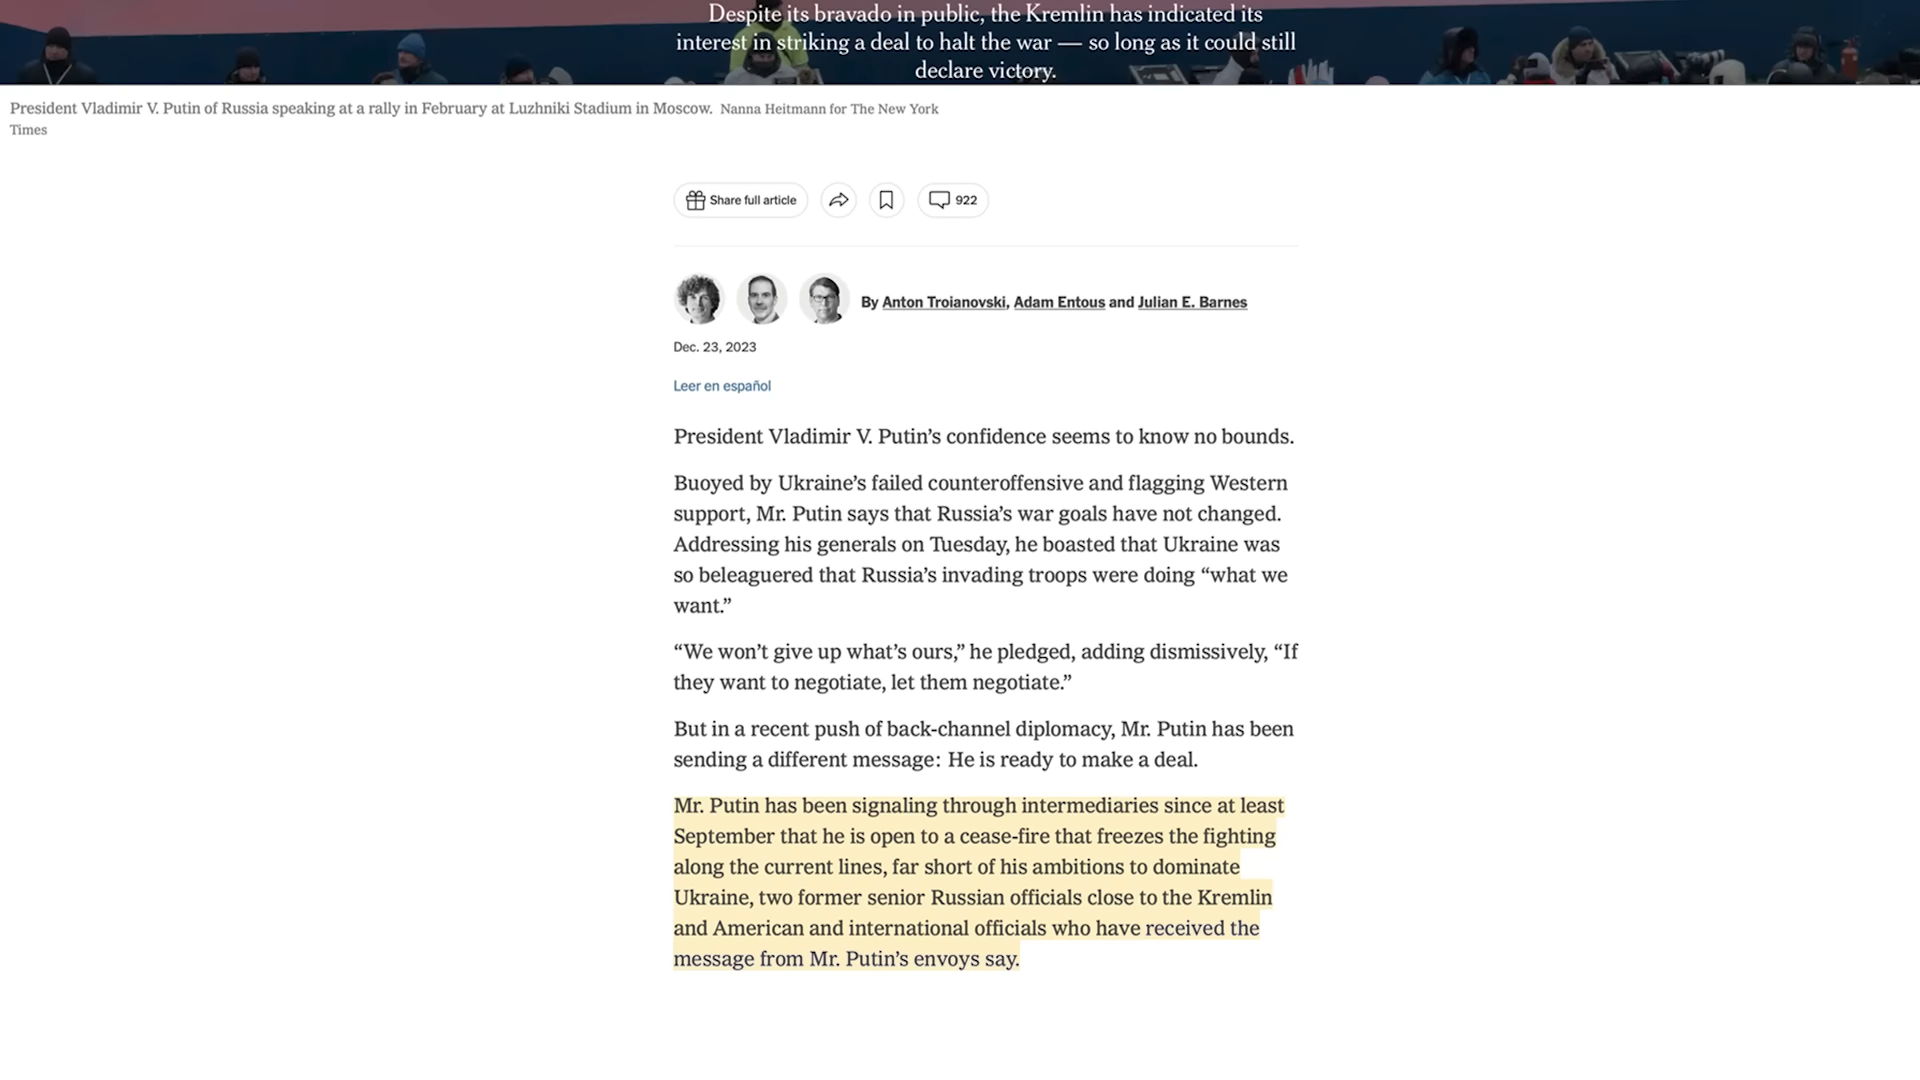 Despite its bravado in public, the Kremlin has indicated its
interest in striking a deal to halt the war — so long as it could still
declare victory.
President Vladimir V. Putin of Russia speaking at a rally in February at Luzhniki Stadium in Moscow. Nanna Heitmann for The New York
Times
Share full article
922
By Anton Troianovski, Adam Entous and Julian E. Barnes
Dec. 23, 2023
Leer en español
President Vladimir V. Putin’s confidence seems to know no bounds.
Buoyed by Ukraine’s failed counteroffensive and flagging Western
support, Mr. Putin says that Russia’s war goals have not changed.
Addressing his generals on Tuesday, he boasted that Ukraine was
so beleaguered that Russia’s invading troops were doing “what we
want.”
“We won’t give up what’s ours,” he pledged, adding dismissively, “If
they want to negotiate, let them negotiate.”
But in a recent push of back-channel diplomacy, Mr. Putin has been
sending a different message: He is ready to make a deal.
Mr. Putin has been signaling through intermediaries since at least
September that he is open to a cease-fire that freezes the fighting
along the current lines, far short of his ambitions to dominate
Ukraine, two former senior Russian officials close to the Kremlin
and American and international officials who have received the
message from Mr. Putin’s envoys say.